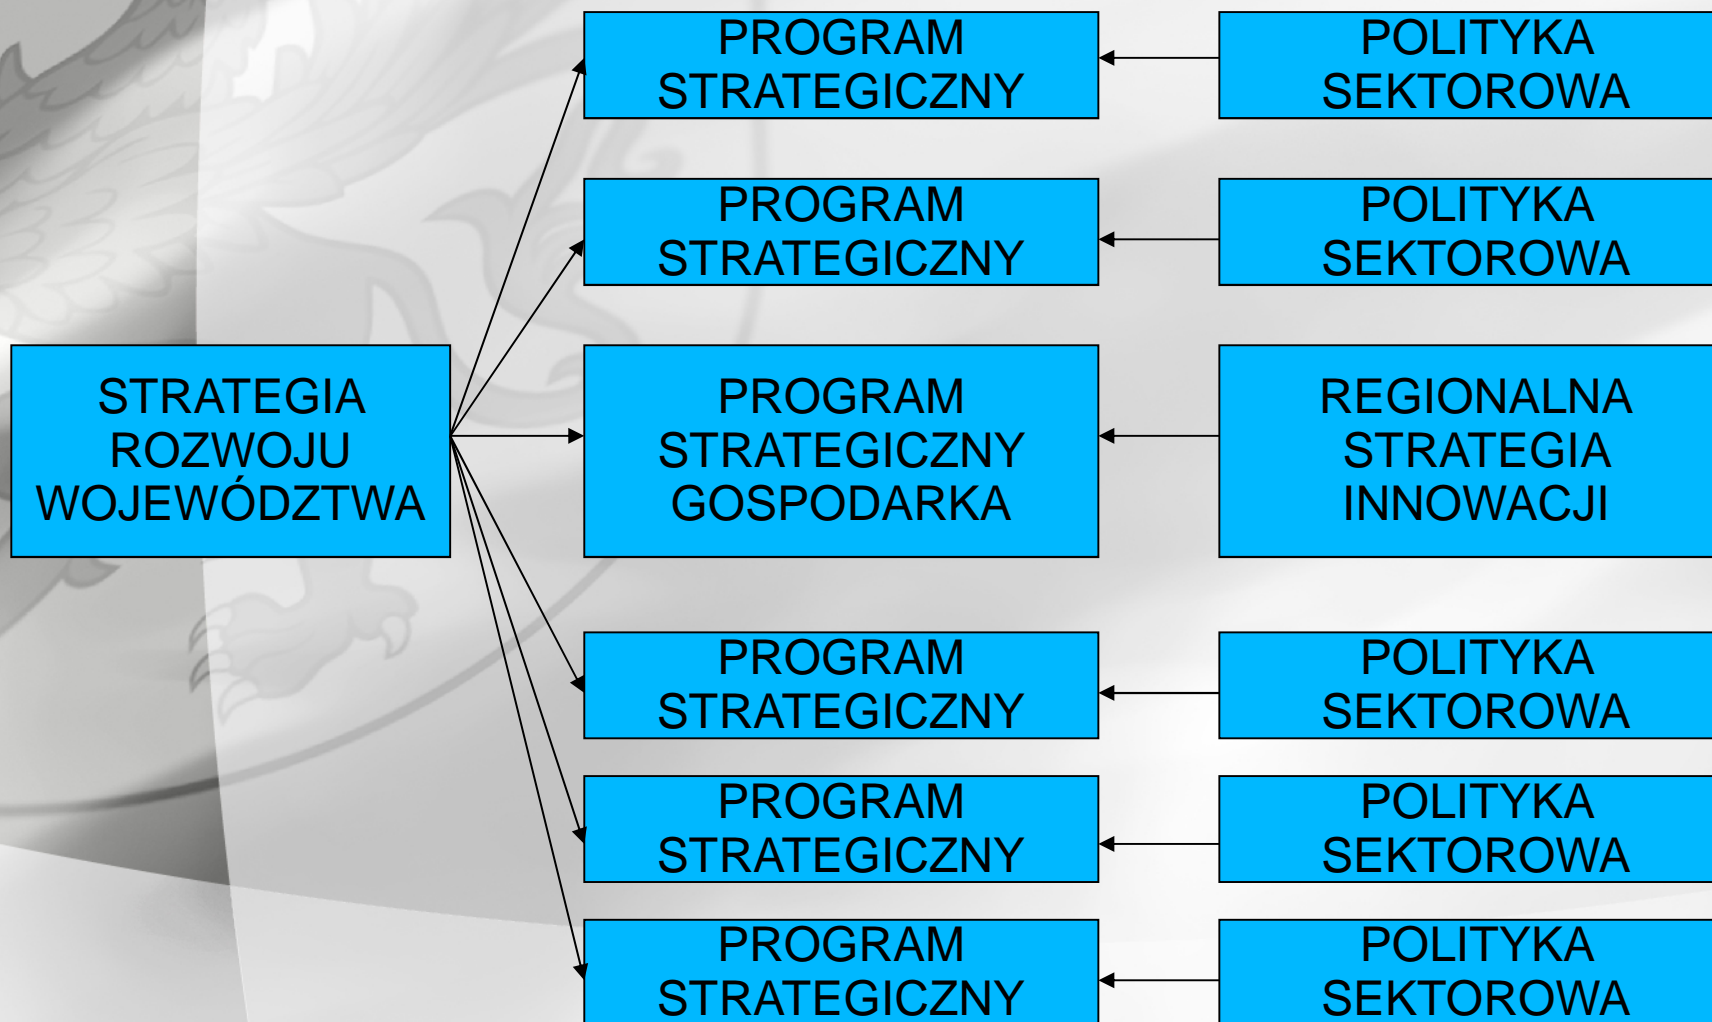 PROGRAM
STRATEGICZNY
POLITYKA
SEKTOROWA
PROGRAM
STRATEGICZNY
POLITYKA
SEKTOROWA
STRATEGIA
ROZWOJU
WOJEWÓDZTWA
PROGRAM
STRATEGICZNY
GOSPODARKA
REGIONALNA
STRATEGIA
INNOWACJI
PROGRAM
STRATEGICZNY
POLITYKA
SEKTOROWA
PROGRAM
STRATEGICZNY
POLITYKA
SEKTOROWA
PROGRAM
STRATEGICZNY
POLITYKA
SEKTOROWA